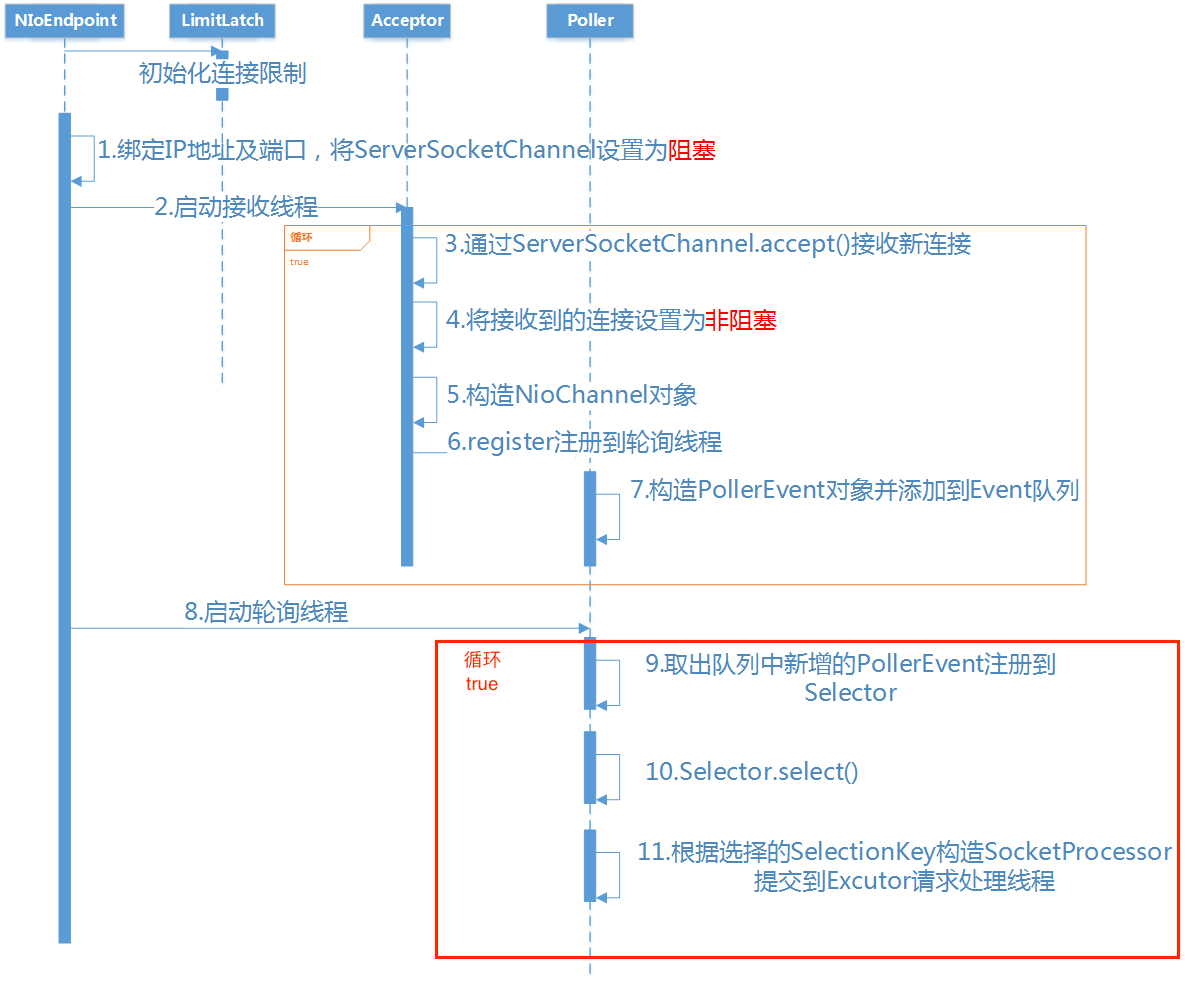 NIoEndpoint
LimitLatch
Acceptor
Poller
初始化连接限制
1.绑定IP地址及端口，将ServerSocketChannel设置为阻塞
2.启动接收线程
循环
true
3.通过ServerSocketChannel.accept()接收新连接
4.将接收到的连接设置为非阻塞
5.构造NioChannel对象
6.register注册到轮询线程
7.构造PollerEvent对象并添加到Event队列
8.启动轮询线程
循环
true
9.取出队列中新增的PollerEvent注册到
Selector
10.Selector.select()
11.根据选择的SelectionKey构造SocketProcessor
提交到Excutor请求处理线程